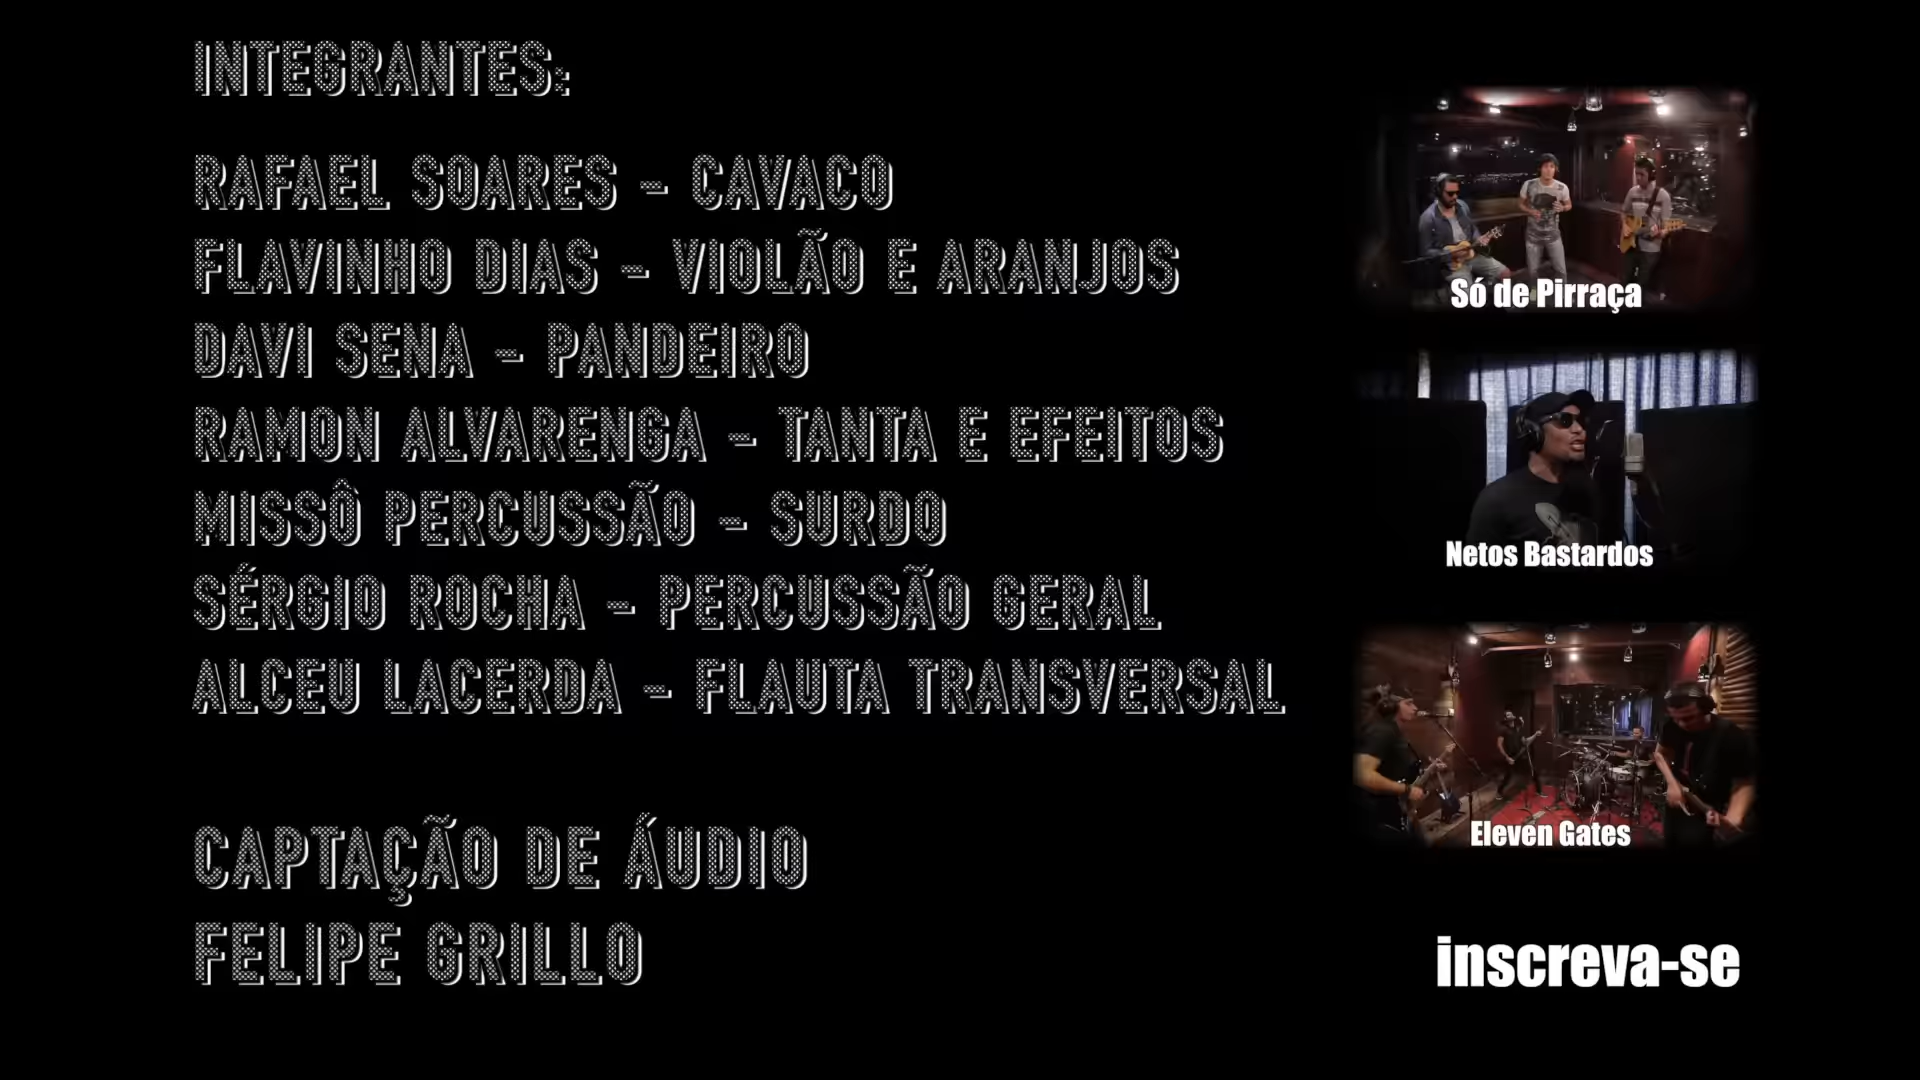 INTEGRANTES:
RAFAEL SOARES - CAVACO
FLAVINHO DIAS - VIOLÃO E ARANJOS
DAVI SENA - PANDEIRO
RAMON ALVARENGA - TANTA E EFEITOS
MISSÔ PERCUSSÃO - SURDO
SÉRGIO ROCHA - PERCUSSÃO GERAL
ALCEU LACERDA - FLAUTA TRANSVERSAL
CAPTAÇÃO DE ÁUDIO
FELIPE GRILLO
Só de Pirraça
Netos Bastardos
Eleven Gates
inscreva-se